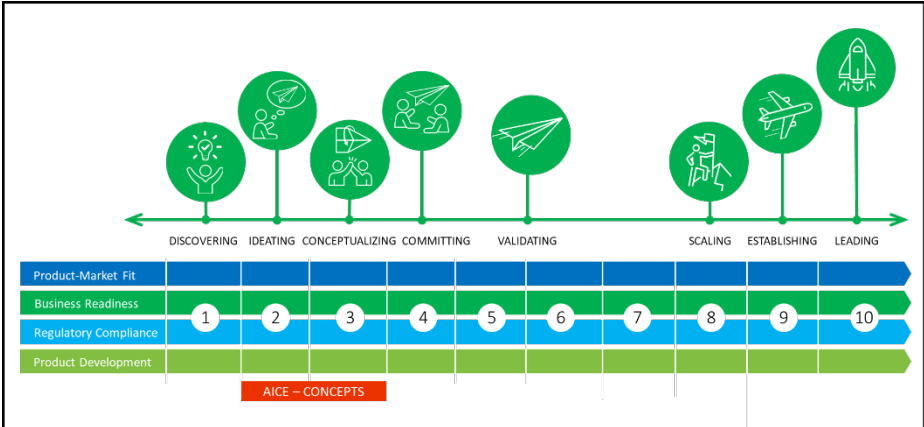 DISCOVERING IDEATING CONCEPTUALIZING COMMITTING VALIDATING SCALING ESTABLISHING LEADING
Product-Market Fit
Business Readiness
1 2 3 4 5 6 7 8 9 10
Regulatory Compliance
Product Development
AICE – CONCEPTS